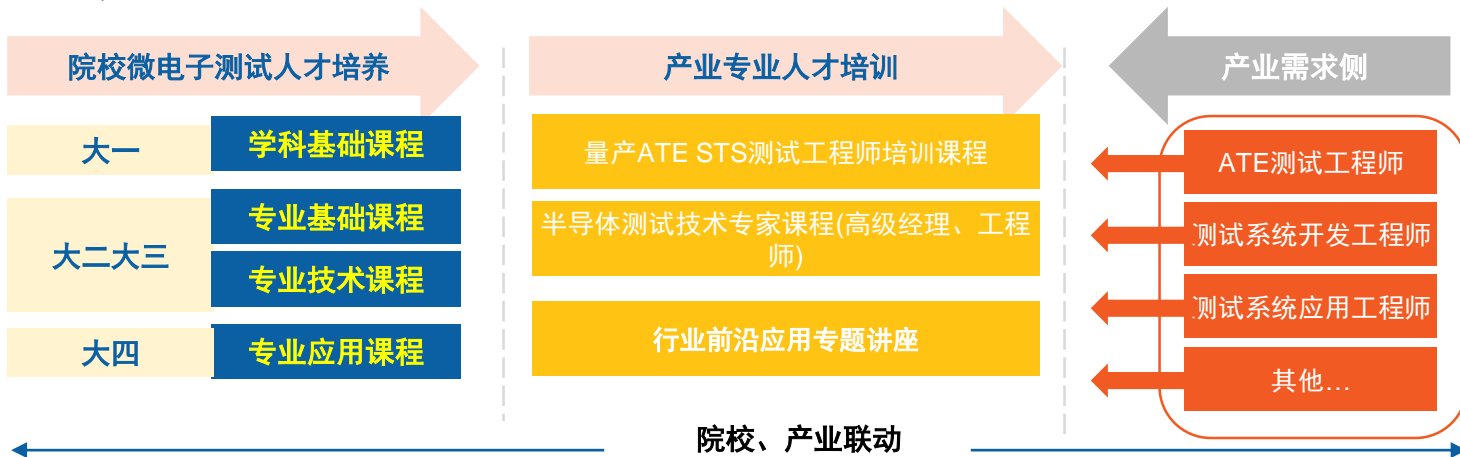 院校微电子测试人才培养
产业专业人才培训
产业需求侧
大一
学科基础课程
大二大三
专业基础课程
专业技术课程
大四
专业应用课程
量产ATE STS测试工程师培训课程
半导体测试技术专家课程(高级经理、工程
师)
行业前沿应用专题讲座
ATE测试工程师
测试系统开发工程师
测试系统应用工程师
其他...
院校、产业联动